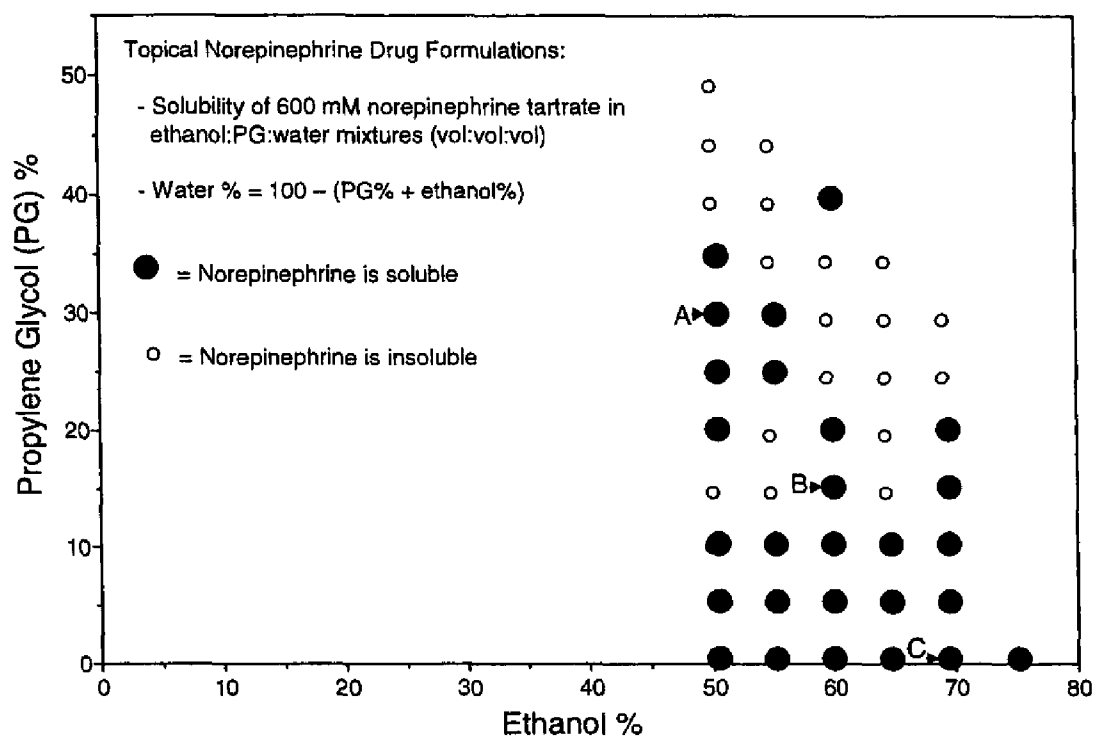 Topical Norepinephrine Drug Formulations:
- Solubility of 600 mM norepinephrine tartrate in
ethanol:PG:water mixtures (vol:vol:vol)
- Water % = 100 – (PG% + ethanol%)
= Norepinephrine is soluble
= Norepinephrine is insoluble
Propylene Glycol (PG) %
50
40
30
20
10
0
A
B
C
0 10 20 30 40 50 60 70 80
Ethanol %